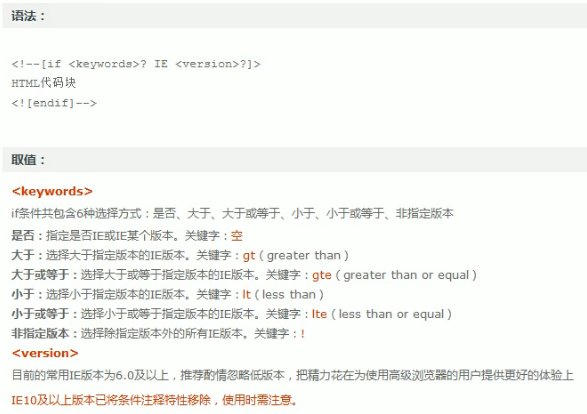 语法：
<!--[if <keywords>? IE <version>?]>
HTML代码块
<![endif]-->
取值：
<keywords>
if条件共包含6种选择方式：是否、大于、大于或等于、小于、小于或等于、非指定版本
是否：指定是否IE或IE某个版本。关键字：空
大于：选择大于指定版本的IE版本。关键字：gt（greater than）
大于或等于：选择大于或等于指定版本的IE版本。关键字：gte（greater than or equal）
小于：选择小于指定版本的IE版本。关键字：lt（less than）
小于或等于：选择小于或等于指定版本的IE版本。关键字：lte（less than or equal）
非指定版本：选择除指定版本外的所有IE版本。关键字：!
<version>
目前的常用IE版本为6.0及以上，推荐酌情忽略低版本，把精力花在为使用高级浏览器的用户提供更好的体验上
IE10及以上版本已将条件注释特性移除，使用时需注意。